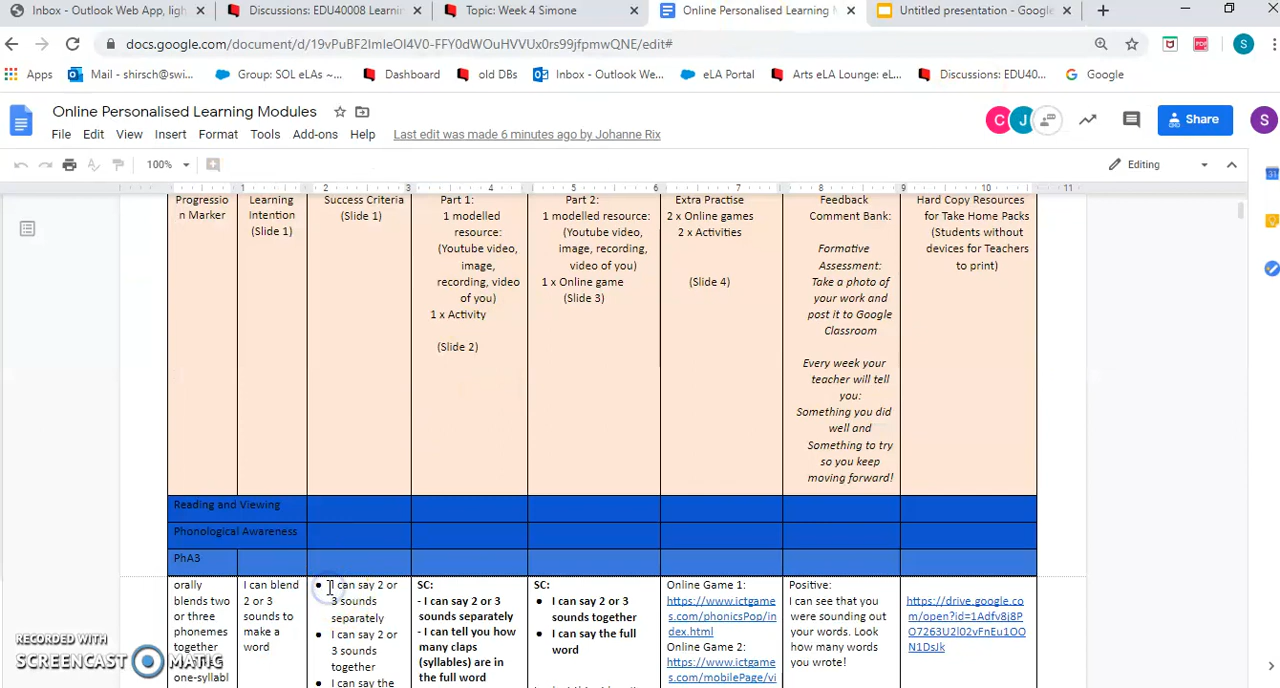 Inbox - Outlook Web App, ligh
Discussions: EDU40008 Learnin
Topic: Week 4 Simone
Online Personalised Learning M
Untitled presentation - Google
docs.google.com/document/d/19vPuBF2ImleOI4V0-FFY0dWOuHVVUx0rs99jfpmwQNE/edit#
Apps
Mail - shirsch@swi...
Group: SOL eLAs ~...
Dashboard
old DBs
Inbox - Outlook We...
eLA Portal
Arts eLA Lounge: eL...
Discussions: EDU40...
Google
Online Personalised Learning Modules
File Edit View Insert Format Tools Add-ons Help
Last edit was made 6 minutes ago by Johanne Rix
C J
Share
S
100%
Editing
1 2 3 4 5 6 7 8 9 10 11
Progressio
n Marker
Learning
Intention
(Slide 1)
Success Criteria
(Slide 1)
Part 1:
1 modelled
resource:
(Youtube video,
image,
recording, video
of you)
1 x Activity
(Slide 2)
Part 2:
1 modelled resource:
(Youtube video,
image, recording,
video of you)
1 x Online game
(Slide 3)
Extra Practise
2 x Online games
2 x Activities
(Slide 4)
Feedback
Comment Bank:
Formative
Assessment:
Take a photo of
your work and
post it to Google
Classroom
Every week your
teacher will tell
you:
Something you did
well and
Something to try
so you keep
moving forward!
Hard Copy Resources
for Take Home Packs
(Students without
devices for Teachers
to print)
Reading and Viewing
Phonological Awareness
PhA3
orally
blends two
or three
phonemes
together
one-syllabl
I can blend
2 or 3
sounds to
make a
word
I can say 2 or
3 sounds
separately
I can say 2 or
3 sounds
together
I can say the
SC:
- I can say 2 or 3
sounds separately
- I can tell you how
many claps
(syllables) are in
the full word
SC:
I can say 2 or 3
sounds together
I can say the full
word
Online Game 1:
https://www.ictgame
s.com/phonicsPop/in
dex.html
Online Game 2:
https://www.ictgame
s.com/mobilePage/vi
Positive:
I can see that you
were sounding out
your words. Look
how many words
you wrote!
https://drive.google.co
m/open?id=1Adfv8j8P
O7263U2l02vFnEu1OO
N1DsJk
RECORDED WITH
SCREENCAST MATIC